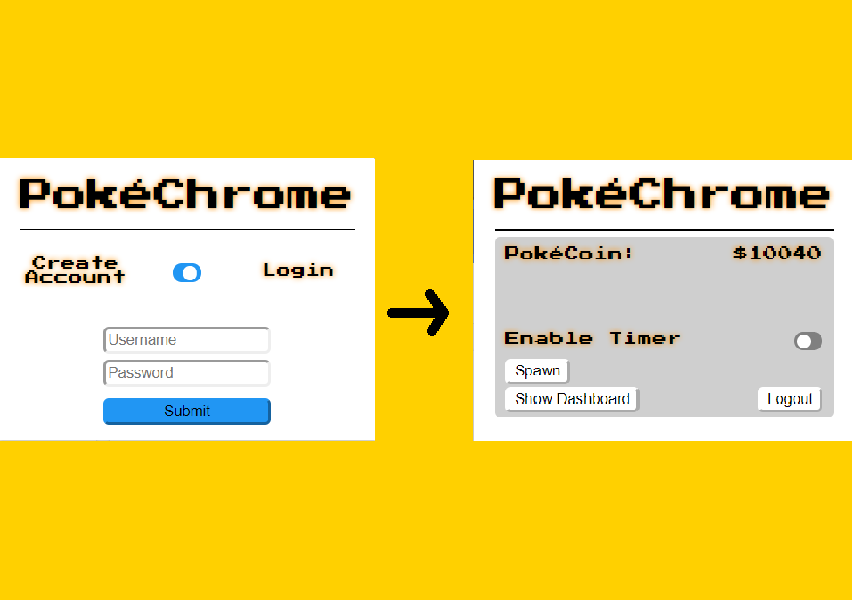 PokéChrome
Create
Account
Login
Username
Password
Submit
PokéChrome
PokéCoin: $10040
Enable Timer
Spawn
Show Dashboard
Logout